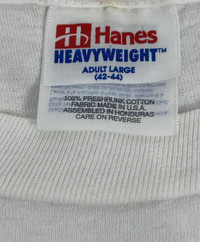 Hanes
HEAVYWEIGHT™
ADULT LARGE
(42-44)
100% PRESHRUNK COTTON
FABRIC MADE IN U.S.A.
ASSEMBLED IN HONDURAS
CARE ON REVERSE